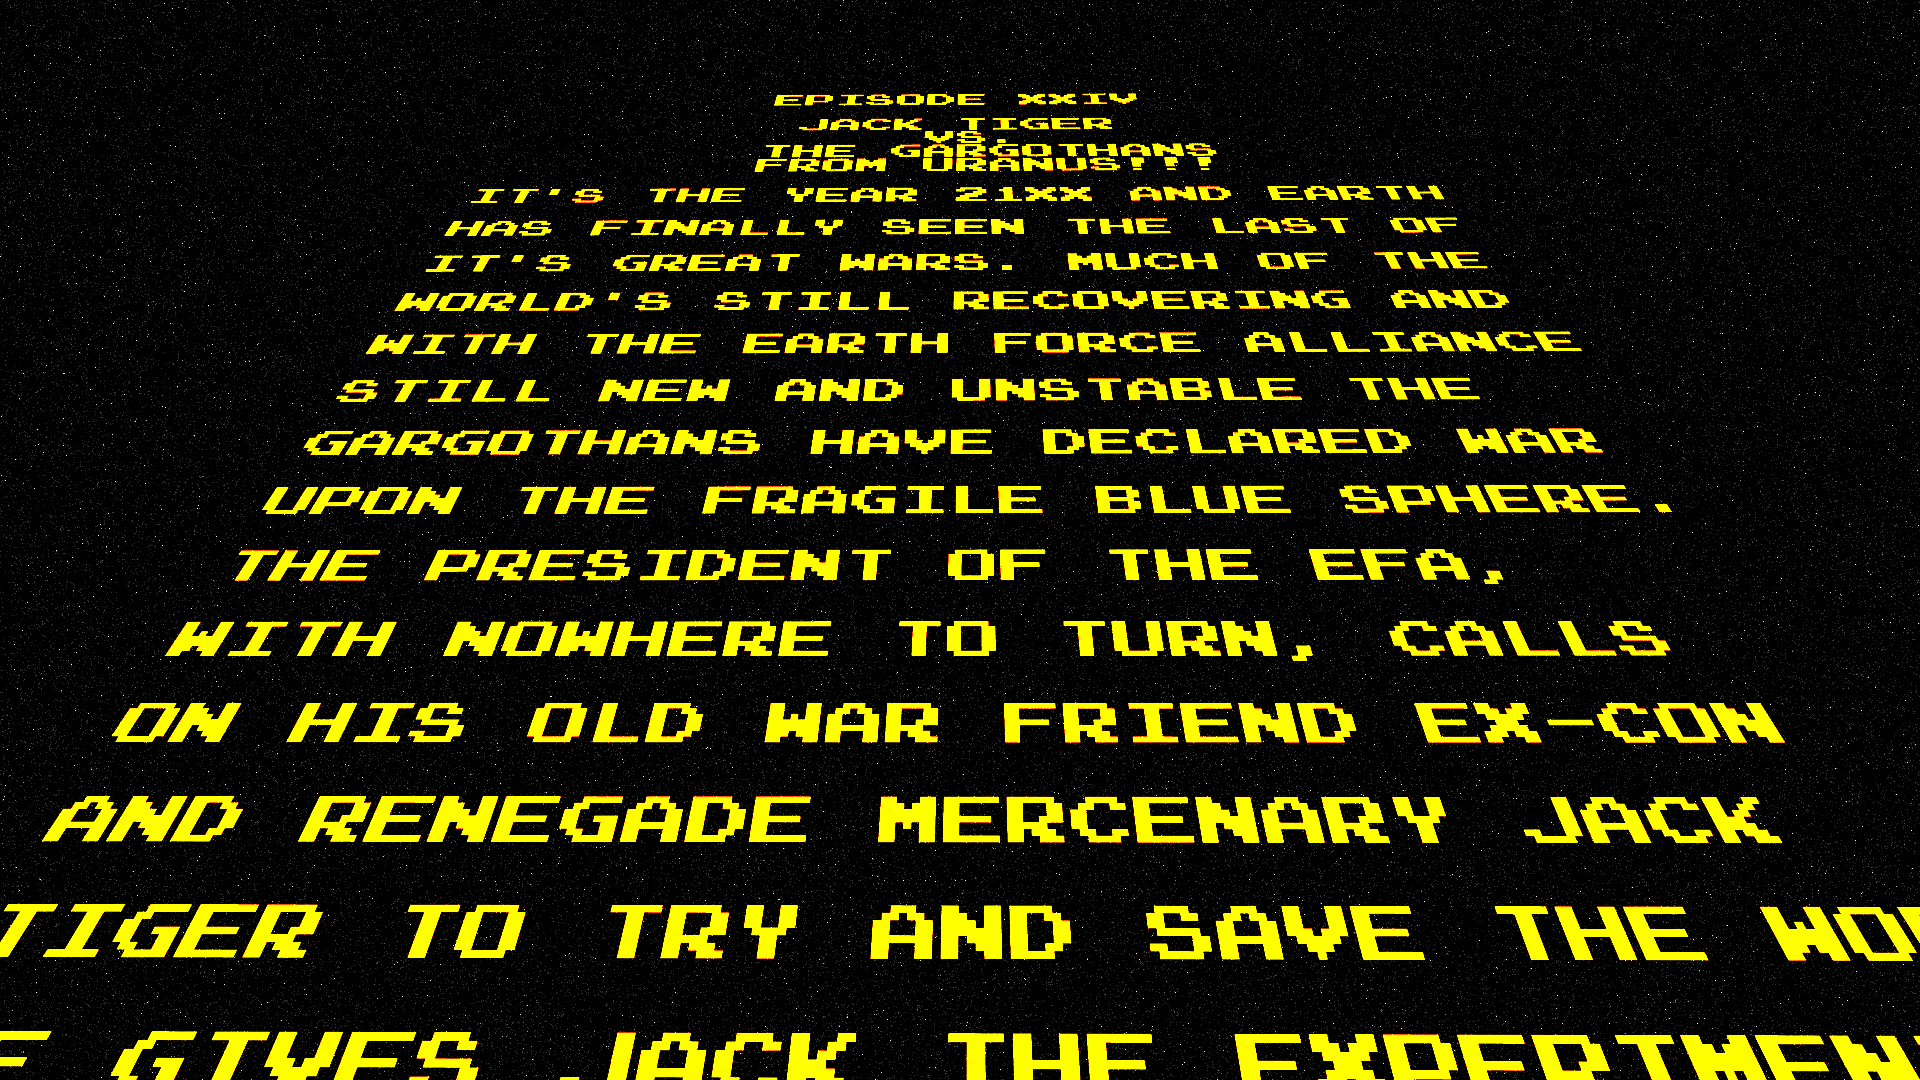 EPISODE XXIV
JACK TIGER
VS.
THE GARGOTHANS
FROM URANUS!!!
IT'S THE YEAR 21XX AND EARTH
HAS FINALLY SEEN THE LAST OF
IT'S GREAT WARS. MUCH OF THE
WORLD'S STILL RECOVERING AND
WITH THE EARTH FORCE ALLIANCE
STILL NEW AND UNSTABLE THE
GARGOTHANS HAVE DECLARED WAR
UPON THE FRAGILE BLUE SPHERE.
THE PRESIDENT OF THE EFA,
WITH NOWHERE TO TURN, CALLS
ON HIS OLD WAR FRIEND EX-CON
AND RENEGADE MERCENARY JACK
TIGER TO TRY AND SAVE THE
GIVES JACK THE